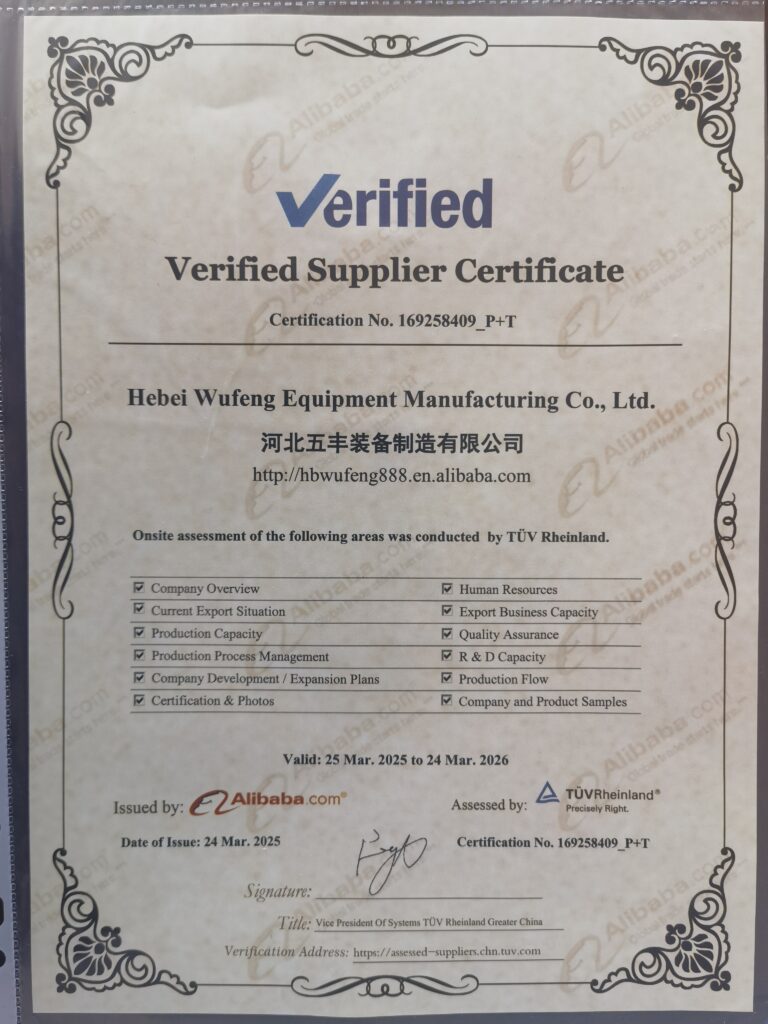 Verified
Verified Supplier Certificate
Certification No. 169258409_P+T
Hebei Wufeng Equipment Manufacturing Co., Ltd.
河北五丰装备制造有限公司
http://hbwufeng888.en.alibaba.com
Onsite assessment of the following areas was conducted by TÜV Rheinland.
Company Overview
Human Resources
Current Export Situation
Export Business Capacity
Production Capacity
Quality Assurance
Production Process Management
R & D Capacity
Company Development / Expansion Plans
Production Flow
Certification & Photos
Company and Product Samples
Valid: 25 Mar. 2025 to 24 Mar. 2026
Issued by: Alibaba.com®
Assessed by: TÜVRheinland®
Precisely Right.
Date of Issue: 24 Mar. 2025
Certification No. 169258409_P+T
Signature:
Title: Vice President Of Systems TÜV Rheinland Greater China
Verification Address: https://assessed-suppliers.chn.tuv.com
Alibaba.com
Global trade starts here...